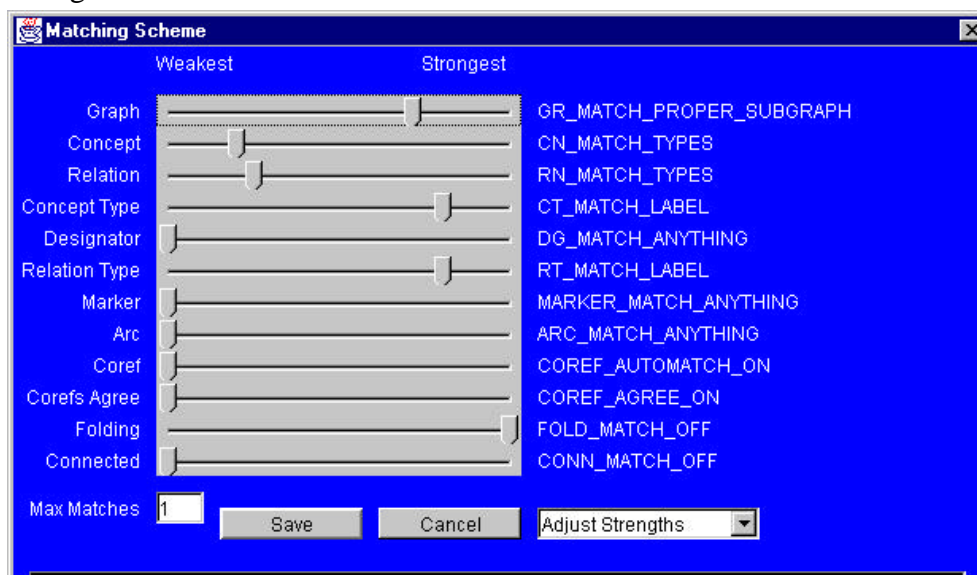 Matching Scheme
Weakest Strongest
Graph GR_MATCH_PROPER_SUBGRAPH
Concept CN_MATCH_TYPES
Relation RN_MATCH_TYPES
Concept Type CT_MATCH_LABEL
Designator DG_MATCH_ANYTHING
Relation Type RT_MATCH_LABEL
Marker MARKER_MATCH_ANYTHING
Arc ARC_MATCH_ANYTHING
Coref COREF_AUTOMATCH_ON
Corefs Agree COREF_AGREE_ON
Folding FOLD_MATCH_OFF
Connected CONN_MATCH_OFF
Max Matches 1 Save Cancel Adjust Strengths